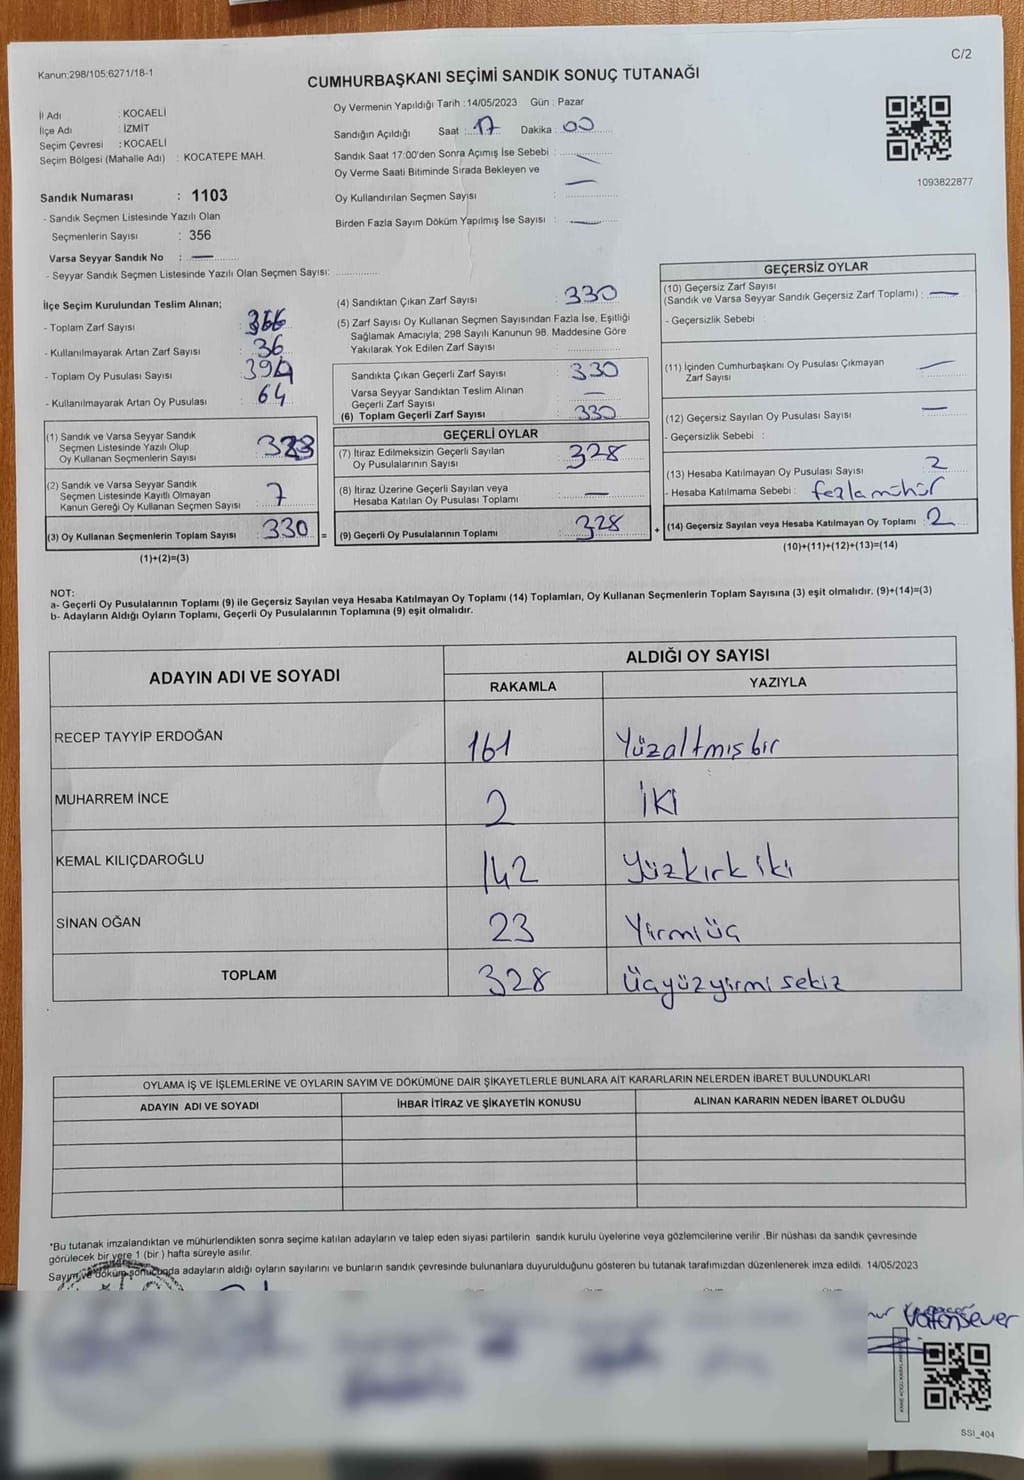 Kanun:298/105;6271/18-1
C/2
CUMHURBAŞKANI SEÇİMİ SANDIK SONUÇ TUTANAĞI
İl Adı : KOCAELİ
İlçe Adı : İZMİT
Seçim Çevresi : KOCAELİ
Seçim Bölgesi (Mahalle Adı) : KOCATEPE MAH.
Sandık Numarası : 1103
- Sandık Seçmen Listesinde Yazılı Olan
Seçmenlerin Sayısı : 356
Varsa Seyyar Sandık No : —
- Seyyar Sandık Seçmen Listesinde Yazılı Olan Seçmen Sayısı: ............
Oy Vermenin Yapıldığı Tarih :14/05/2023 Gün : Pazar
Sandığın Açıldığı Saat : 17 Dakika : 00
Sandık Saat 17:00'den Sonra Açımış İse Sebebi : —
Oy Verme Saati Bitiminde Sırada Bekleyen ve
Oy Kullandırılan Seçmen Sayısı : —
Birden Fazla Sayım Döküm Yapılmış İse Sayısı : —
1093822877
İlçe Seçim Kurulundan Teslim Alınan;
- Toplam Zarf Sayısı : 366
- Kullanılmayarak Artan Zarf Sayısı : 36
- Toplam Oy Pusulası Sayısı : 394
- Kullanılmayarak Artan Oy Pusulası : 64
(1) Sandık ve Varsa Seyyar Sandık
Seçmen Listesinde Yazılı Olup
Oy Kullanan Seçmenlerin Sayısı : 323
(2) Sandık ve Varsa Seyyar Sandık
Seçmen Listesinde Kayıtlı Olmayan
Kanun Gereği Oy Kullanan Seçmen Sayısı : 7
(3) Oy Kullanan Seçmenlerin Toplam Sayısı : 330 =
(1)+(2)=(3)
(4) Sandıktan Çıkan Zarf Sayısı : 330
(5) Zarf Sayısı Oy Kullanan Seçmen Sayısından Fazla İse, Eşitliği
Sağlamak Amacıyla; 298 Sayılı Kanunun 98. Maddesine Göre
Yakılarak Yok Edilen Zarf Sayısı : ............
Sandıkta Çıkan Geçerli Zarf Sayısı : 330
Varsa Seyyar Sandıktan Teslim Alınan
Geçerli Zarf Sayısı : —
(6) Toplam Geçerli Zarf Sayısı : 330
GEÇERLİ OYLAR
(7) İtiraz Edilmeksizin Geçerli Sayılan
Oy Pusulalarının Sayısı : 328
(8) İtiraz Üzerine Geçerli Sayılan veya
Hesaba Katılan Oy Pusulası Toplamı : —
(9) Geçerli Oy Pusulalarının Toplamı : 328 +
GEÇERSİZ OYLAR
(10) Geçersiz Zarf Sayısı
(Sandık ve Varsa Seyyar Sandık Geçersiz Zarf Toplamı) : —
- Geçersizlik Sebebi :
(11) İçinden Cumhurbaşkanı Oy Pusulası Çıkmayan
Zarf Sayısı —
(12) Geçersiz Sayılan Oy Pusulası Sayısı —
- Geçersizlik Sebebi :
(13) Hesaba Katılmayan Oy Pusulası Sayısı 2
- Hesaba Katılmama Sebebi : fazla mühür
(14) Geçersiz Sayılan veya Hesaba Katılmayan Oy Toplamı : 2
(10)+(11)+(12)+(13)=(14)
NOT:
a- Geçerli Oy Pusulalarının Toplamı (9) ile Geçersiz Sayılan veya Hesaba Katılmayan Oy Toplamı (14) Toplamları, Oy Kullanan Seçmenlerin Toplam Sayısına (3) eşit olmalıdır. (9)+(14)=(3)
b- Adayların Aldığı Oyların Toplamı, Geçerli Oy Pusulalarının Toplamına (9) eşit olmalıdır.
ADAYIN ADI VE SOYADI
ALDIĞI OY SAYISI
RAKAMLA YAZIYLA
RECEP TAYYİP ERDOĞAN 161 Yüzaltmışbir
MUHARREM İNCE 2 İKİ
KEMAL KILIÇDAROĞLU 142 Yüzkırkiki
SİNAN OĞAN 23 Yirmiüç
TOPLAM 328 Üçyüzyirmi sekiz
OYLAMA İŞ VE İŞLEMLERİNE VE OYLARIN SAYIM VE DÖKÜMÜNE DAİR ŞİKAYETLERLE BUNLARA AİT KARARLARIN NELERDEN İBARET BULUNDUKLARI
ADAYIN ADI VE SOYADI İHBAR İTİRAZ VE ŞİKAYETİN KONUSU ALINAN KARARIN NEDEN İBARET OLDUĞU
*Bu tutanak imzalandıktan ve mühürlendikten sonra seçime katılan adayların ve talep eden siyasi partilerin sandık kurulu üyelerine veya gözlemcilerine verilir .Bir nüshası da sandık çevresinde
görülecek bir yere 1 (bir ) hafta süreyle asılır.
Sayım ve döküm sonucunda adayların aldığı oyların sayılarını ve bunların sandık çevresinde bulunanlara duyurulduğunu gösteren bu tutanak tarafımızdan düzenlenerek imza edildi. 14/05/2023
Vatansever
SSI_404